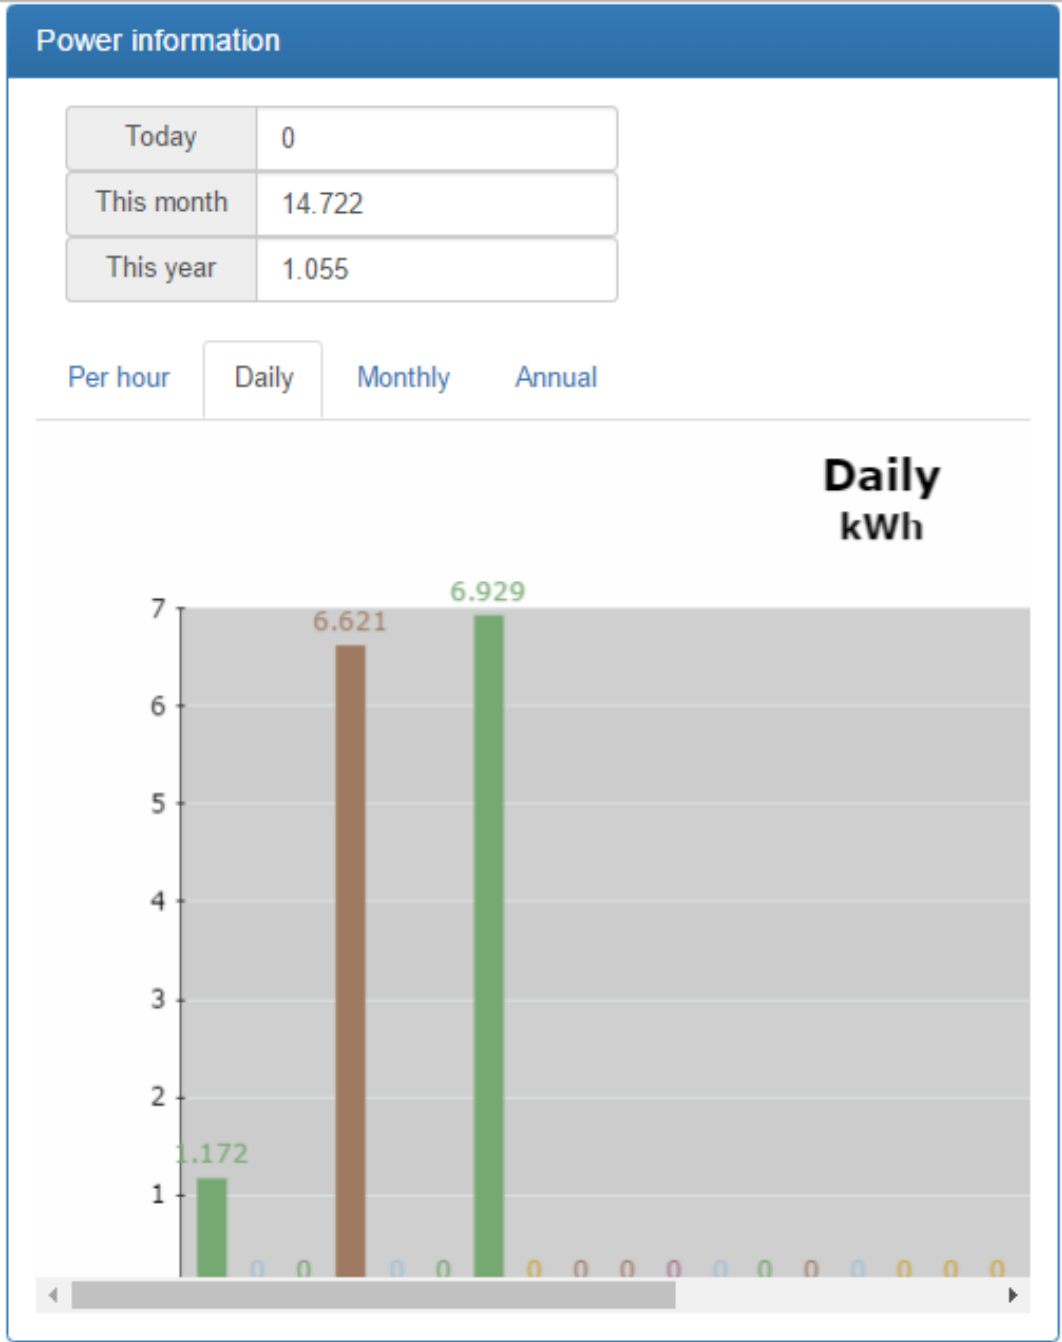 Power information
Today 0
This month 14.722
This year 1.055
Per hour Daily Monthly Annual
Daily
kWh
6.929
7
6.621
6
5
4
3
2
1.172
1
0 0 0 0 0 0 0 0 0 0 0 0 0 0 0